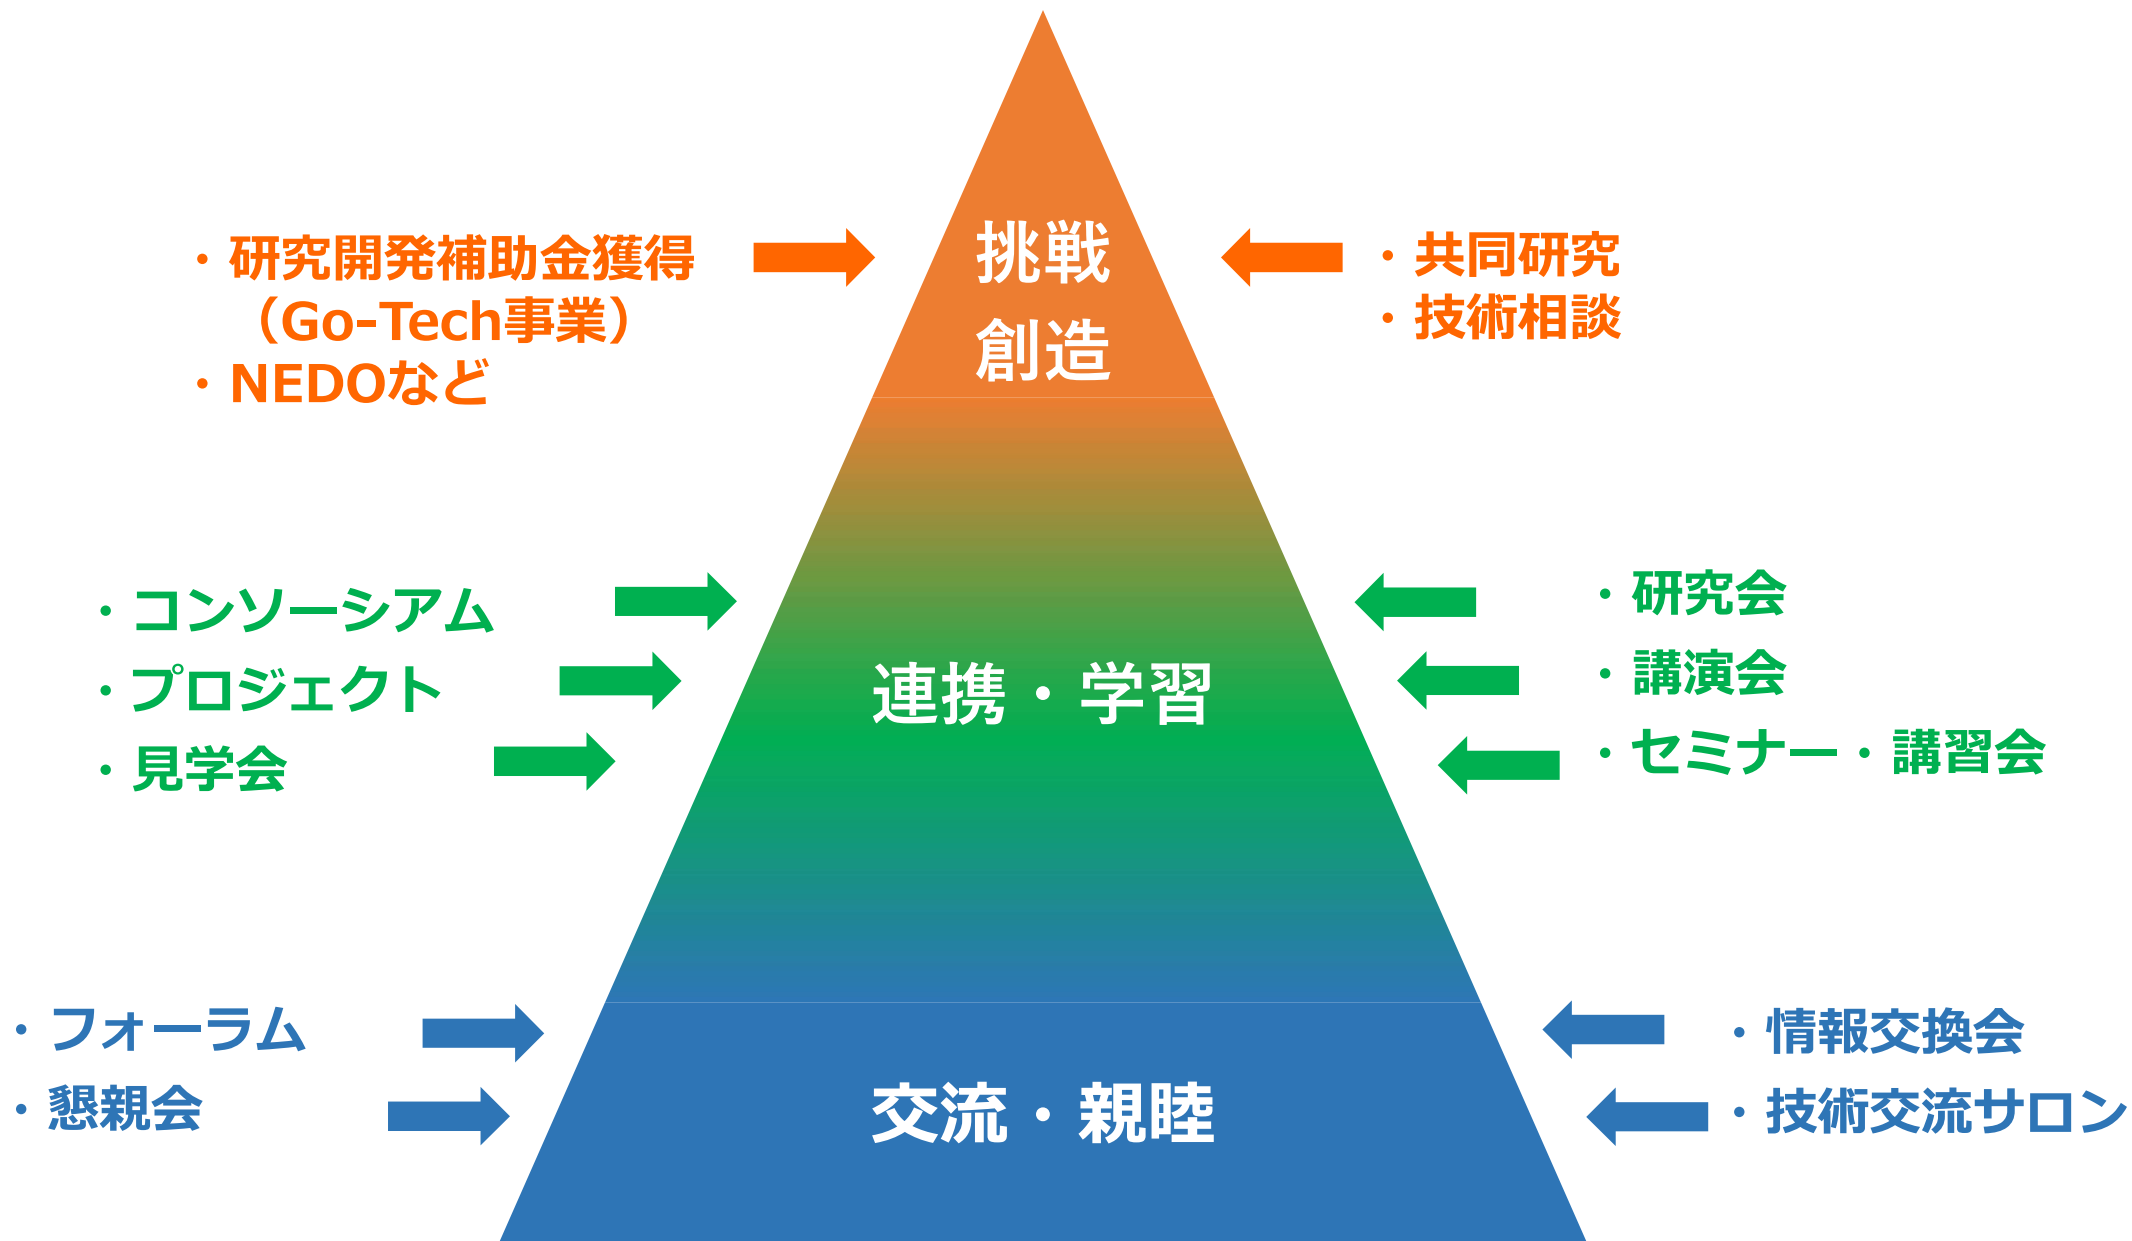 挑戦
創造
・研究開発補助金獲得
（Go-Tech事業）
・NEDOなど
・共同研究
・技術相談
連携・学習
・コンソーシアム
・プロジェクト
・見学会
・研究会
・講演会
・セミナー・講習会
交流・親睦
・フォーラム
・懇親会
・情報交換会
・技術交流サロン